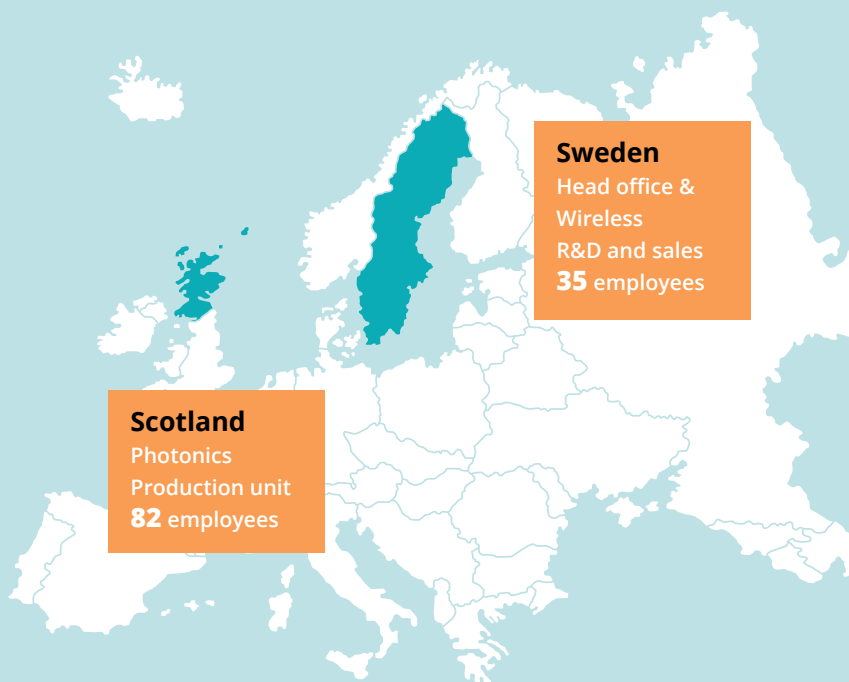 Sweden
Head office &
Wireless
R&D and sales
35 employees
Scotland
Photonics
Production unit
82 employees